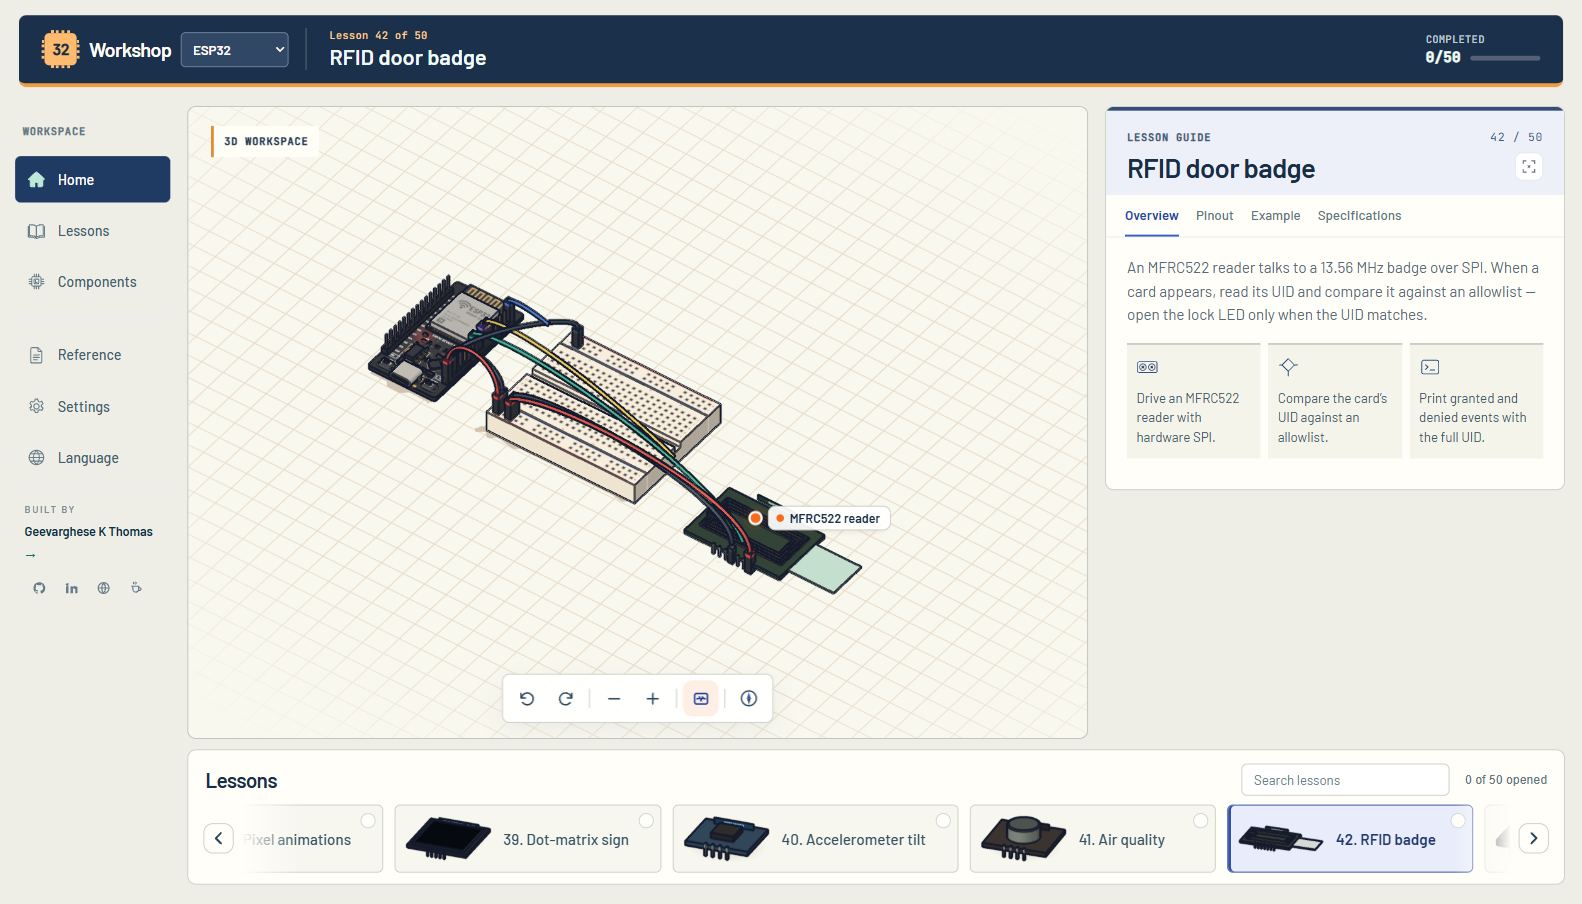 32
Workshop
ESP32
Lesson 42 of 50
RFID door badge
COMPLETED
0/50
WORKSPACE
Home
Lessons
Components
Reference
Settings
Language
BUILT BY
Geevarghese K Thomas
→
3D WORKSPACE
MFRC522 reader
LESSON GUIDE
42 / 50
RFID door badge
Overview
Pinout
Example
Specifications
An MFRC522 reader talks to a 13.56 MHz badge over SPI. When a
card appears, read its UID and compare it against an allowlist —
open the lock LED only when the UID matches.
Drive an MFRC522
reader with
hardware SPI.
Compare the card's
UID against an
allowlist.
Print granted and
denied events with
the full UID.
Lessons
Search lessons
0 of 50 opened
Pixel animations
39. Dot-matrix sign
40. Accelerometer tilt
41. Air quality
42. RFID badge